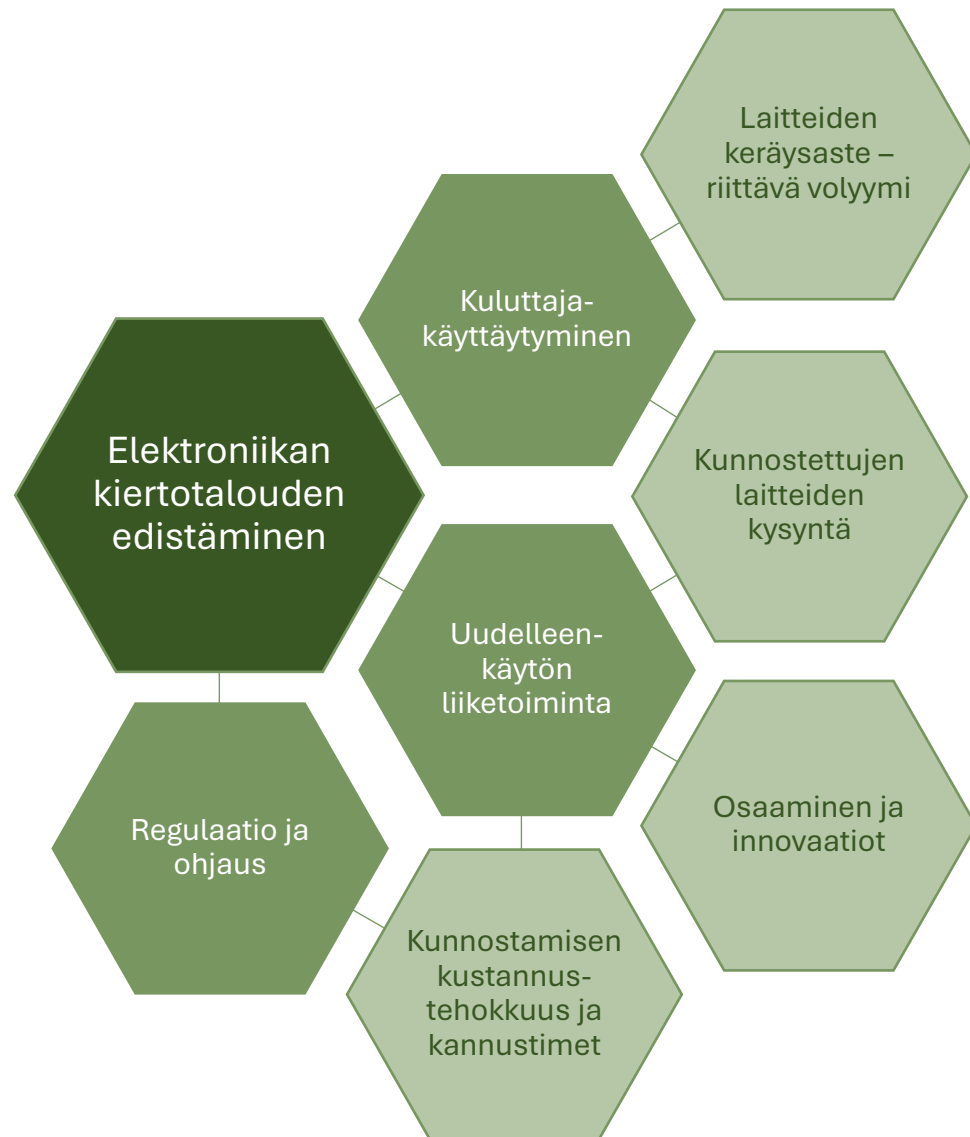 Laitteiden
keräysaste –
riittävä volyymi
Kuluttaja-
käyttäytyminen
Elektroniikan
kiertotalouden
edistäminen
Kunnostettujen
laitteiden
kysyntä
Uudelleen-
käytön
liiketoiminta
Regulaatio ja
ohjaus
Osaaminen ja
innovaatiot
Kunnostamisen
kustannus-
tehokkuus ja
kannustimet